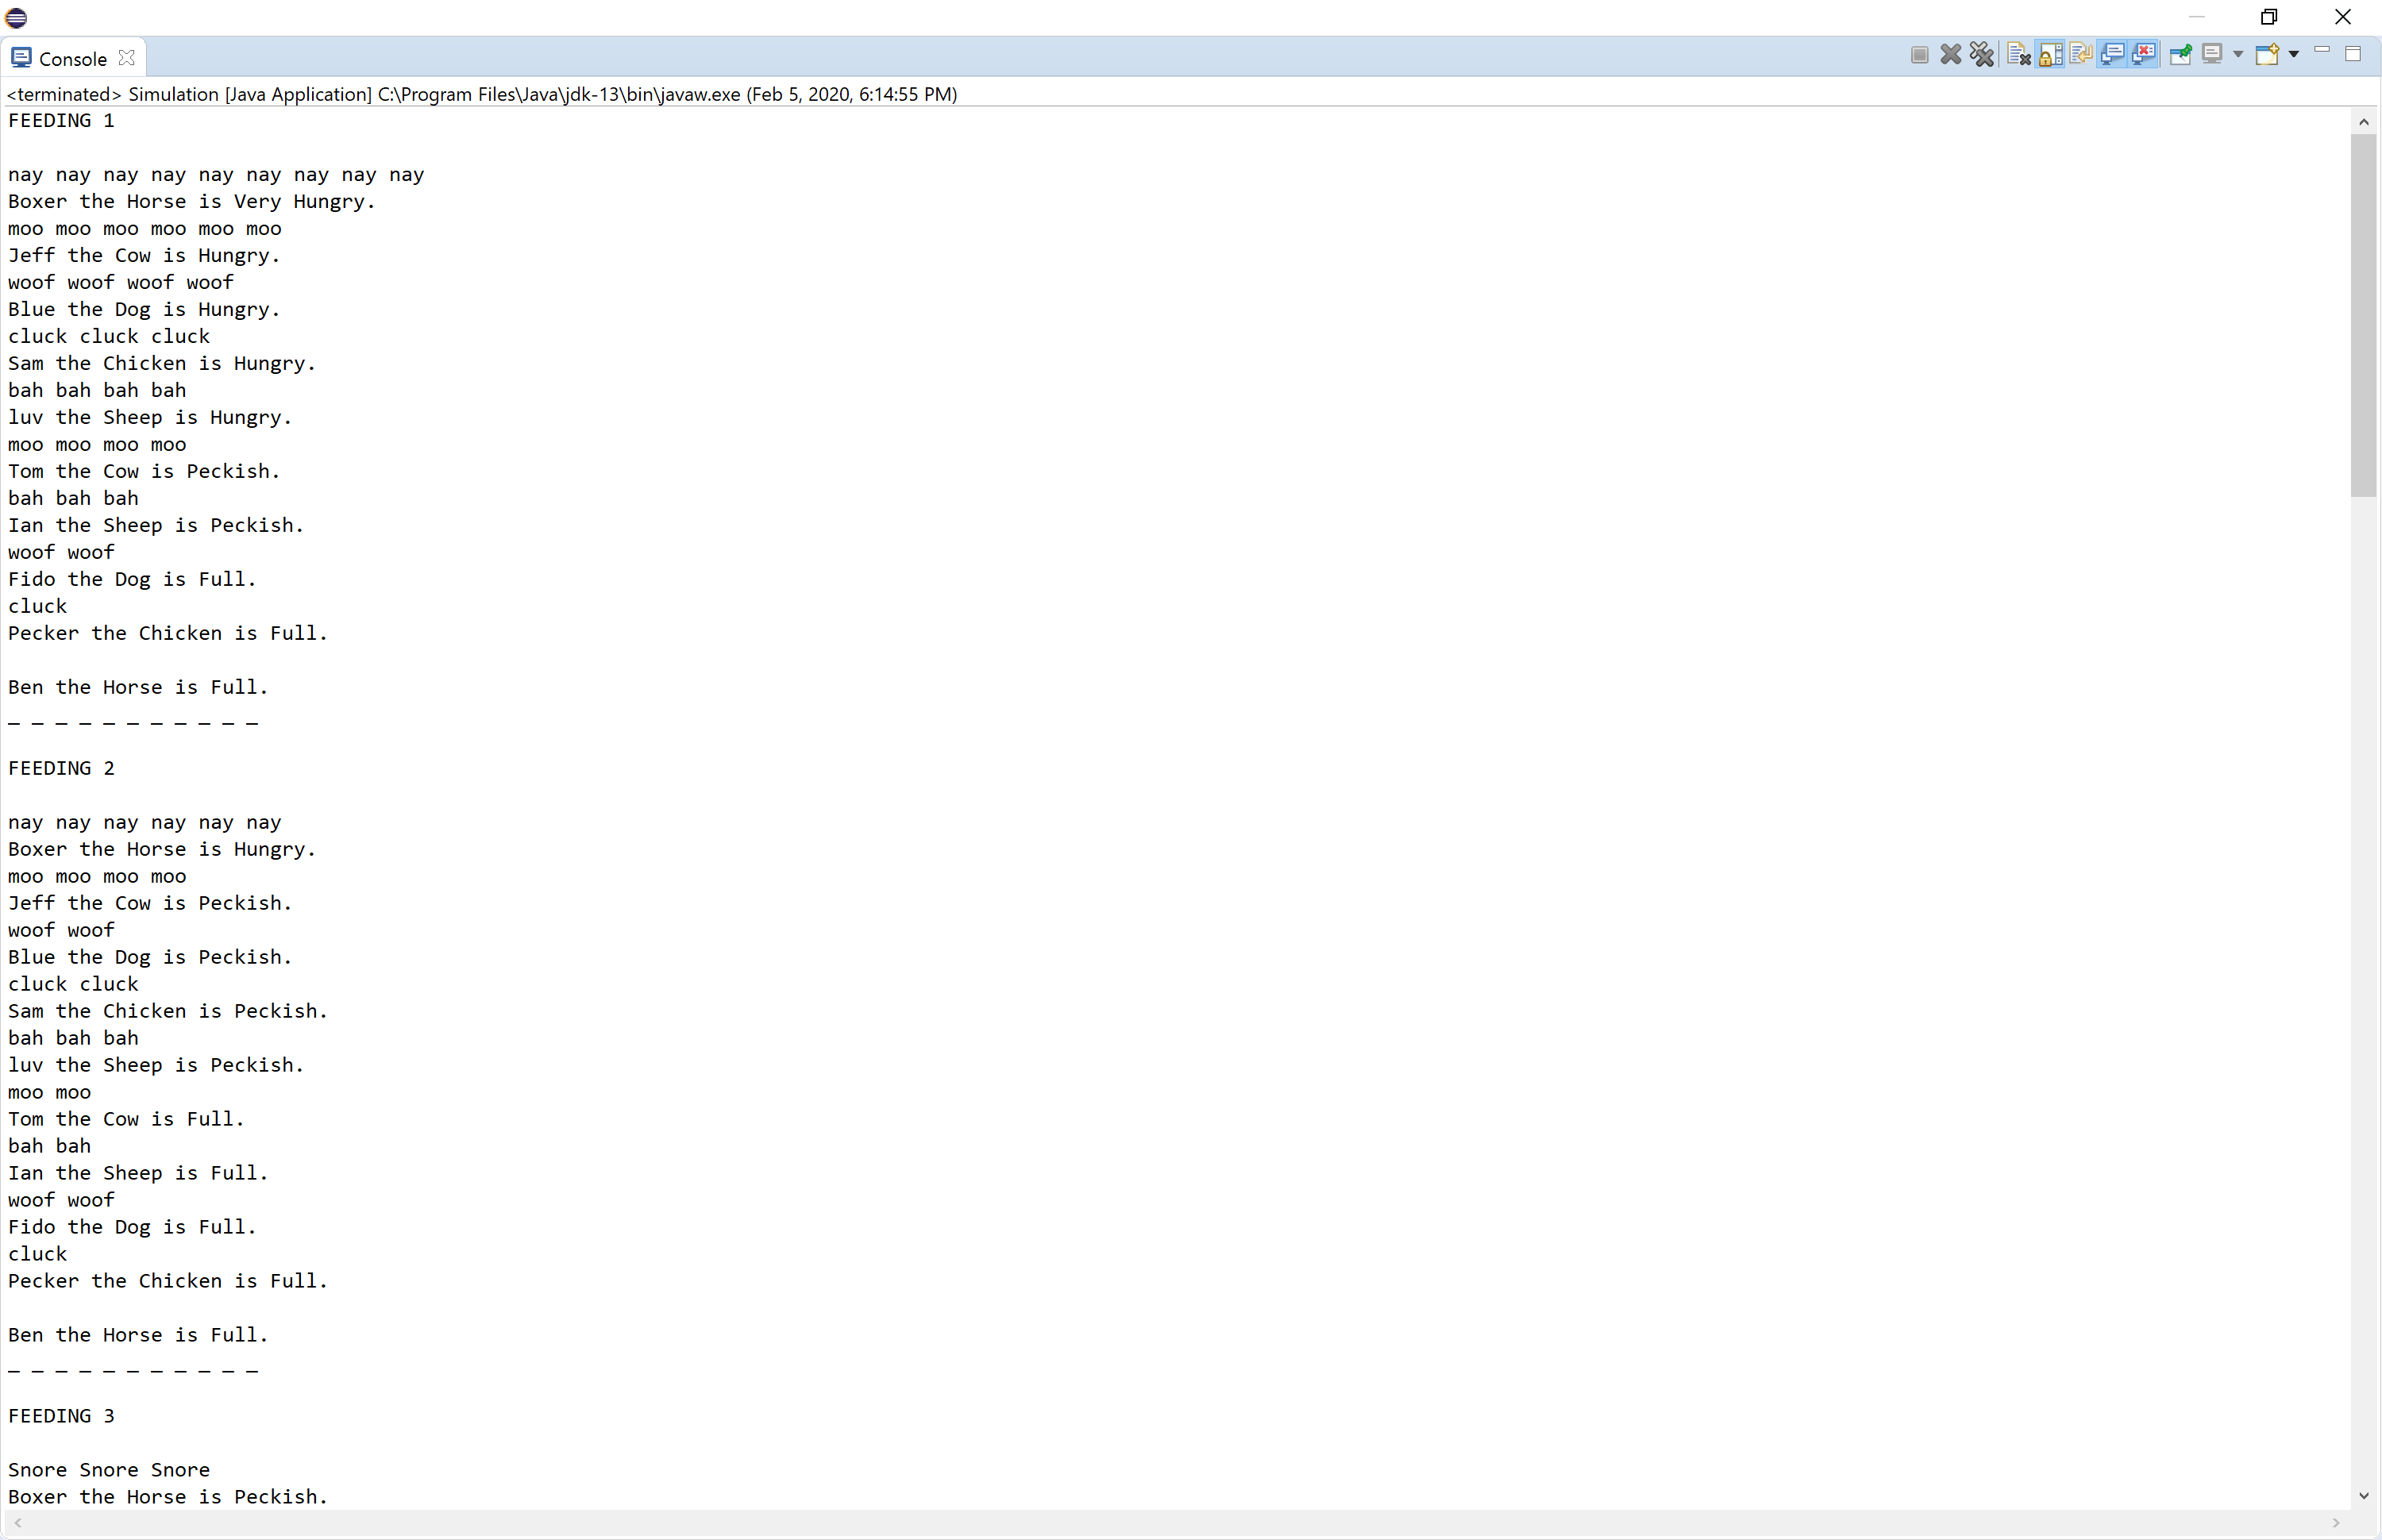 Console
<terminated> Simulation [Java Application] C:\Program Files\Java\jdk-13\bin\javaw.exe (Feb 5, 2020, 6:14:55 PM)
FEEDING 1
nay nay nay nay nay nay nay nay nay
Boxer the Horse is Very Hungry.
moo moo moo moo moo moo
Jeff the Cow is Hungry.
woof woof woof woof
Blue the Dog is Hungry.
cluck cluck cluck
Sam the Chicken is Hungry.
bah bah bah bah
luv the Sheep is Hungry.
moo moo moo moo
Tom the Cow is Peckish.
bah bah bah
Ian the Sheep is Peckish.
woof woof
Fido the Dog is Full.
cluck
Pecker the Chicken is Full.
Ben the Horse is Full.
_ _ _ _ _ _ _ _ _ _ _
FEEDING 2
nay nay nay nay nay nay
Boxer the Horse is Hungry.
moo moo moo moo
Jeff the Cow is Peckish.
woof woof
Blue the Dog is Peckish.
cluck cluck
Sam the Chicken is Peckish.
bah bah bah
luv the Sheep is Peckish.
moo moo
Tom the Cow is Full.
bah bah
Ian the Sheep is Full.
woof woof
Fido the Dog is Full.
cluck
Pecker the Chicken is Full.
Ben the Horse is Full.
_ _ _ _ _ _ _ _ _ _ _
FEEDING 3
Snore Snore Snore
Boxer the Horse is Peckish.